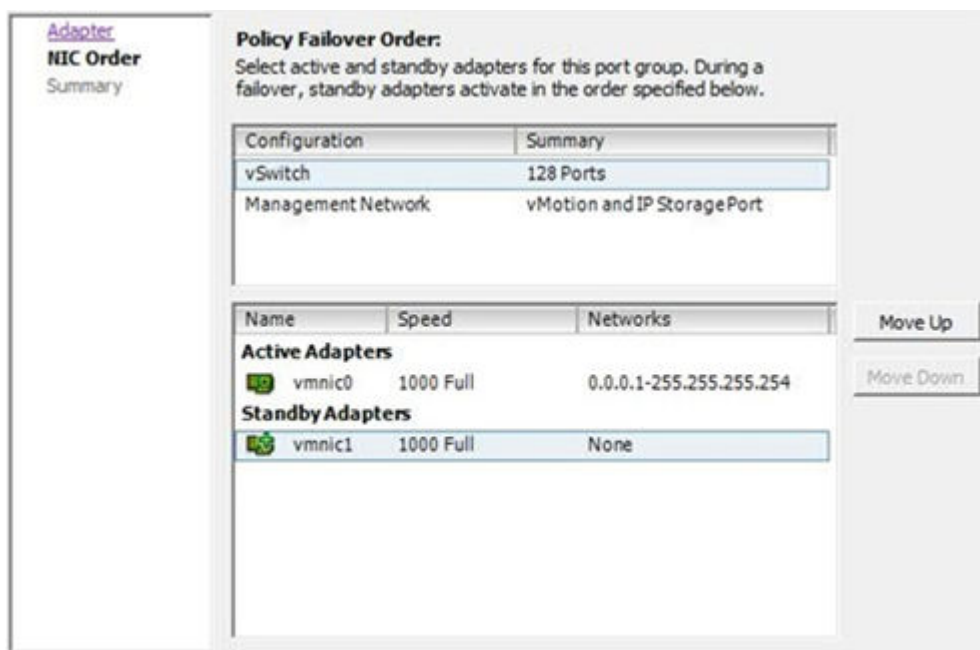 Adapter
NIC Order
Summary
Policy Failover Order:
Select active and standby adapters for this port group. During a
failover, standby adapters activate in the order specified below.
Configuration Summary
vSwitch 128 Ports
Management Network vMotion and IP StoragePort
Name Speed Networks
Active Adapters
vmnic0 1000 Full 0.0.0.1-255.255.255.254
Standby Adapters
vmnic1 1000 Full None
Move Up
Move Down